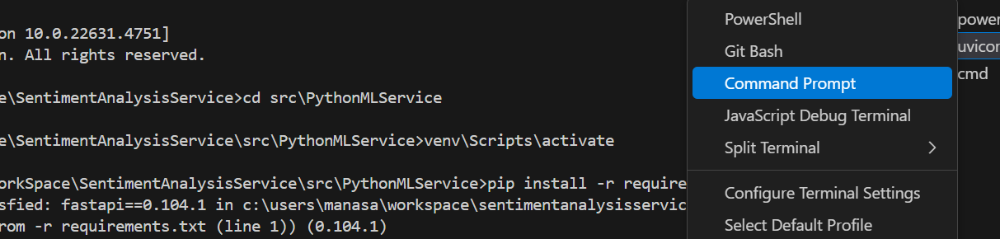 on 10.0.22631.4751]
n. All rights reserved.
e\SentimentAnalysisService>cd src\PythonMLService
e\SentimentAnalysisService\src\PythonMLService>venv\Scripts\activate
orkSpace\SentimentAnalysisService\src\PythonMLService>pip install -r require
sfied: fastapi==0.104.1 in c:\users\manasa\workspace\sentimentanalysisservic
rom -r requirements.txt (line 1)) (0.104.1)
PowerShell
Git Bash
Command Prompt
JavaScript Debug Terminal
Split Terminal
Configure Terminal Settings
Select Default Profile
power
uvicor
cmd